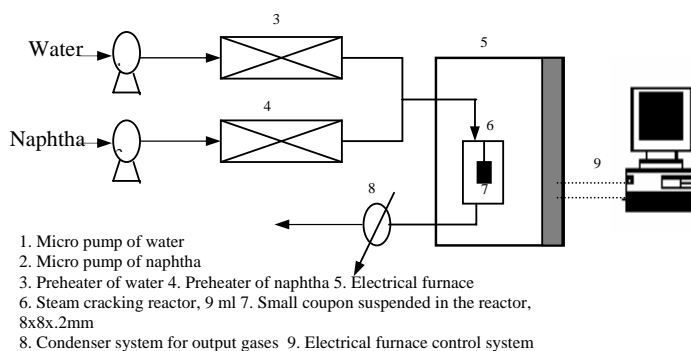 3
5
Water
4
6
9
Naphtha
7
8
1. Micro pump of water
2. Micro pump of naphtha
3. Preheater of water 4. Preheater of naphtha 5. Electrical furnace
6. Steam cracking reactor, 9 ml 7. Small coupon suspended in the reactor,
8x8x.2mm
8. Condenser system for output gases 9. Electrical furnace control system